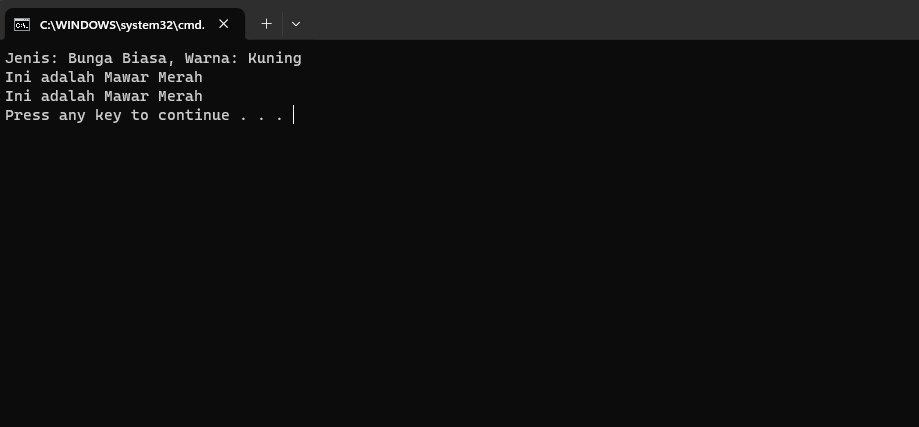 C:\WINDOWS\system32\cmd.
Jenis: Bunga Biasa, Warna: Kuning
Ini adalah Mawar Merah
Ini adalah Mawar Merah
Press any key to continue . . .